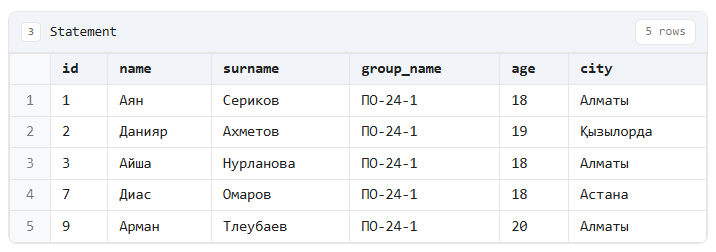 3 Statement 5 rows
id name surname group_name age city
1 1 Аян Сериков ПО-24-1 18 Алматы
2 2 Данияр Ахметов ПО-24-1 19 Қызылорда
3 3 Айша Нурланова ПО-24-1 18 Алматы
4 7 Диас Омаров ПО-24-1 18 Астана
5 9 Арман Тлеубаев ПО-24-1 20 Алматы